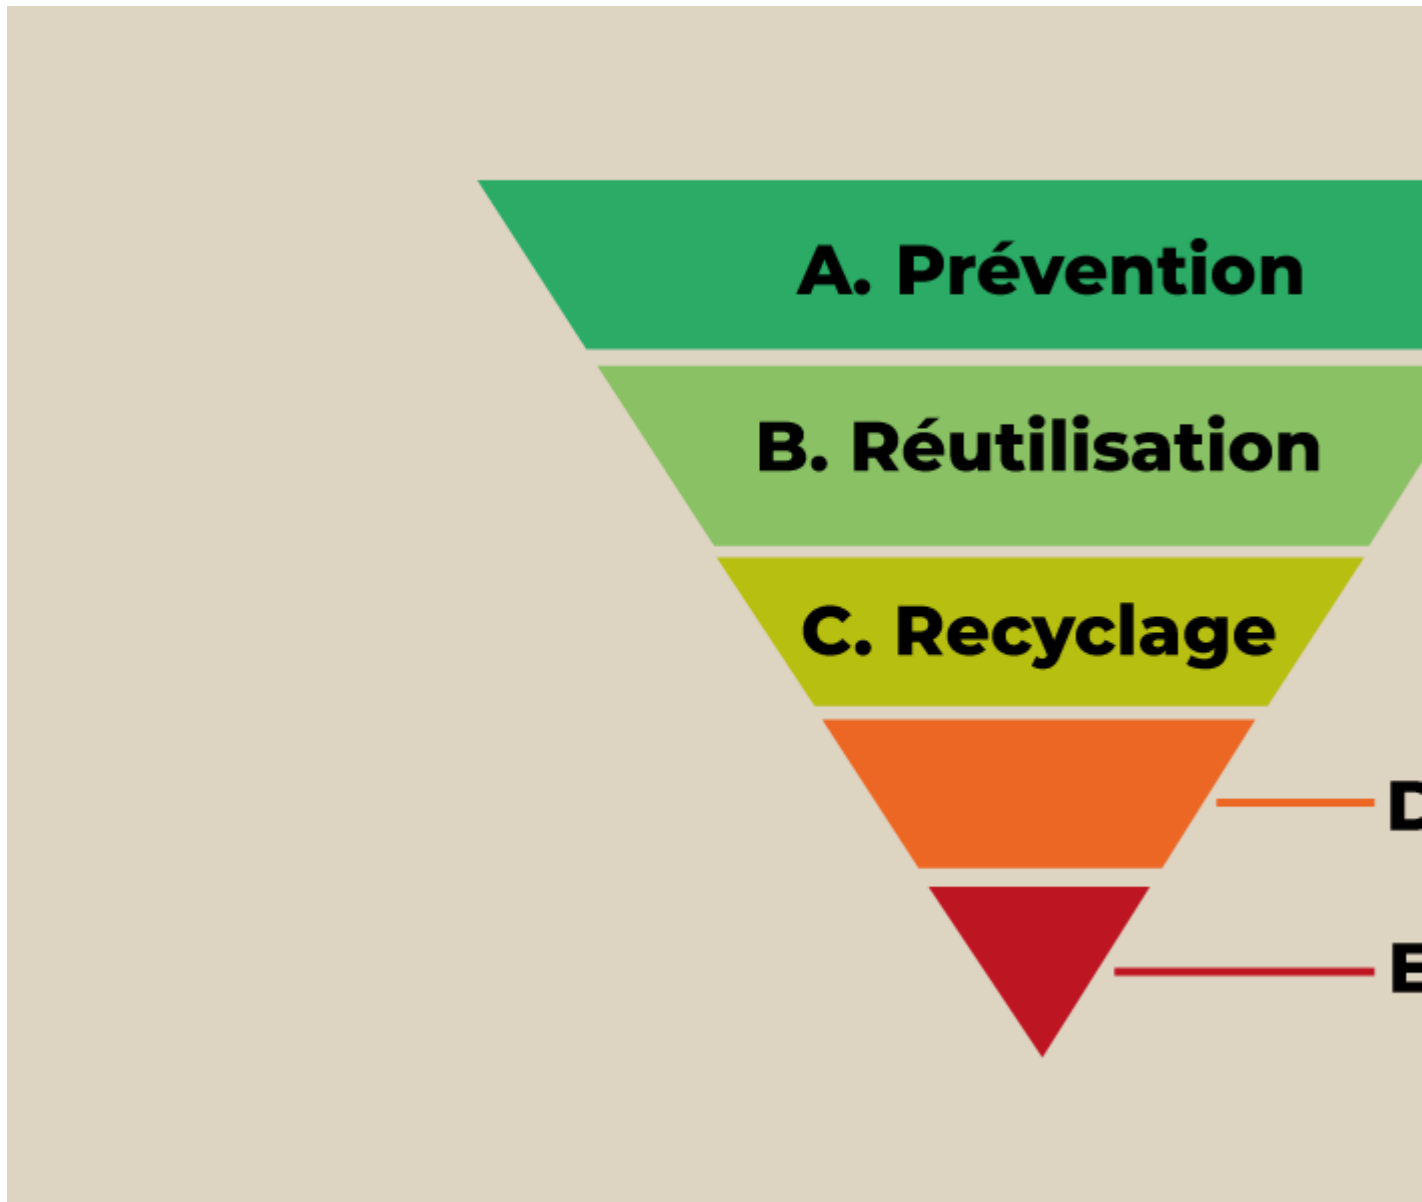 A. Prévention
B. Réutilisation
C. Recyclage
D
E